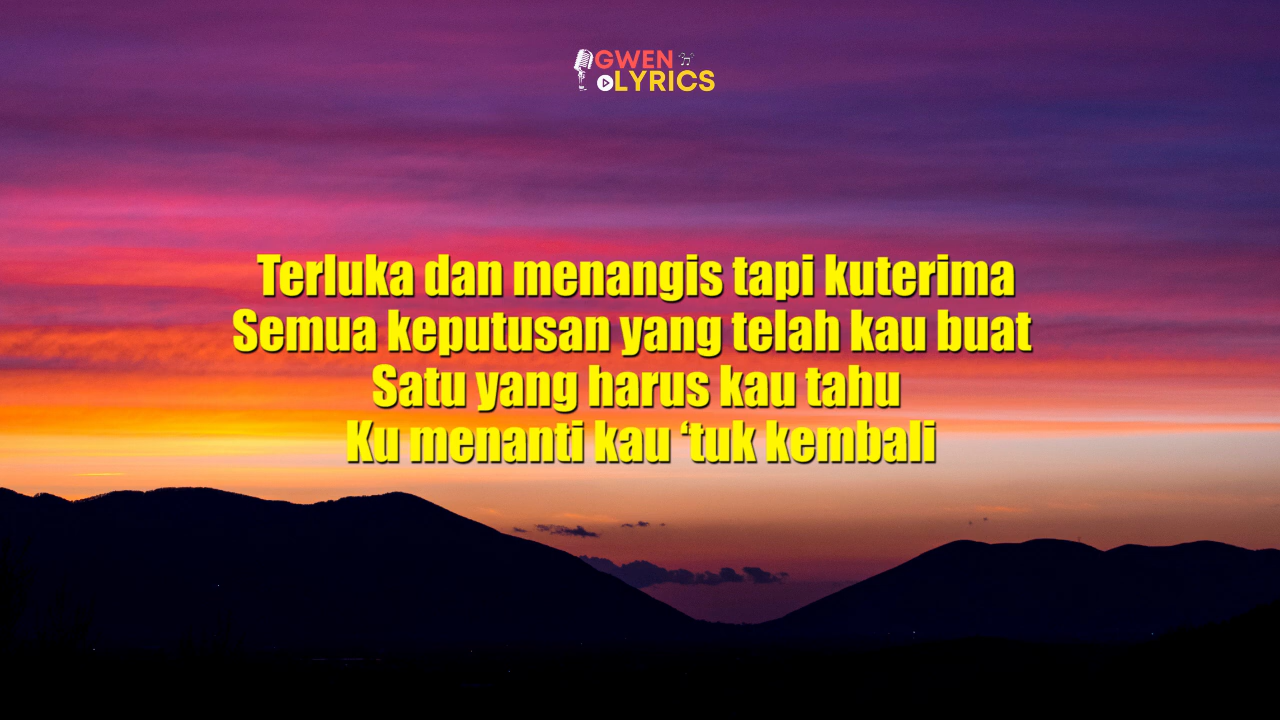 GWEN
LYRICS
Terluka dan menangis tapi kuterima
Semua keputusan yang telah kau buat
Satu yang harus kau tahu
Ku menanti kau ‘tuk kembali